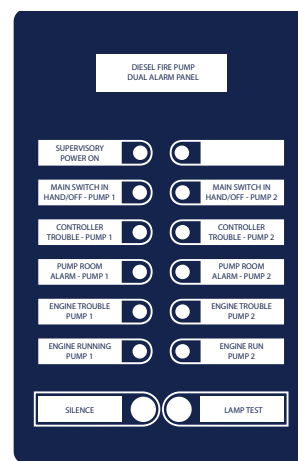 DIESEL FIRE PUMP
DUAL ALARM PANEL
SUPERVISORY
POWER ON
MAIN SWITCH IN
HAND/OFF - PUMP 1
MAIN SWITCH IN
HAND/OFF - PUMP 2
CONTROLLER
TROUBLE - PUMP 1
CONTROLLER
TROUBLE - PUMP 2
PUMP ROOM
ALARM - PUMP 1
PUMP ROOM
ALARM - PUMP 2
ENGINE TROUBLE
PUMP 1
ENGINE TROUBLE
PUMP 2
ENGINE RUNNING
PUMP 1
ENGINE RUN
PUMP 2
SILENCE
LAMP TEST